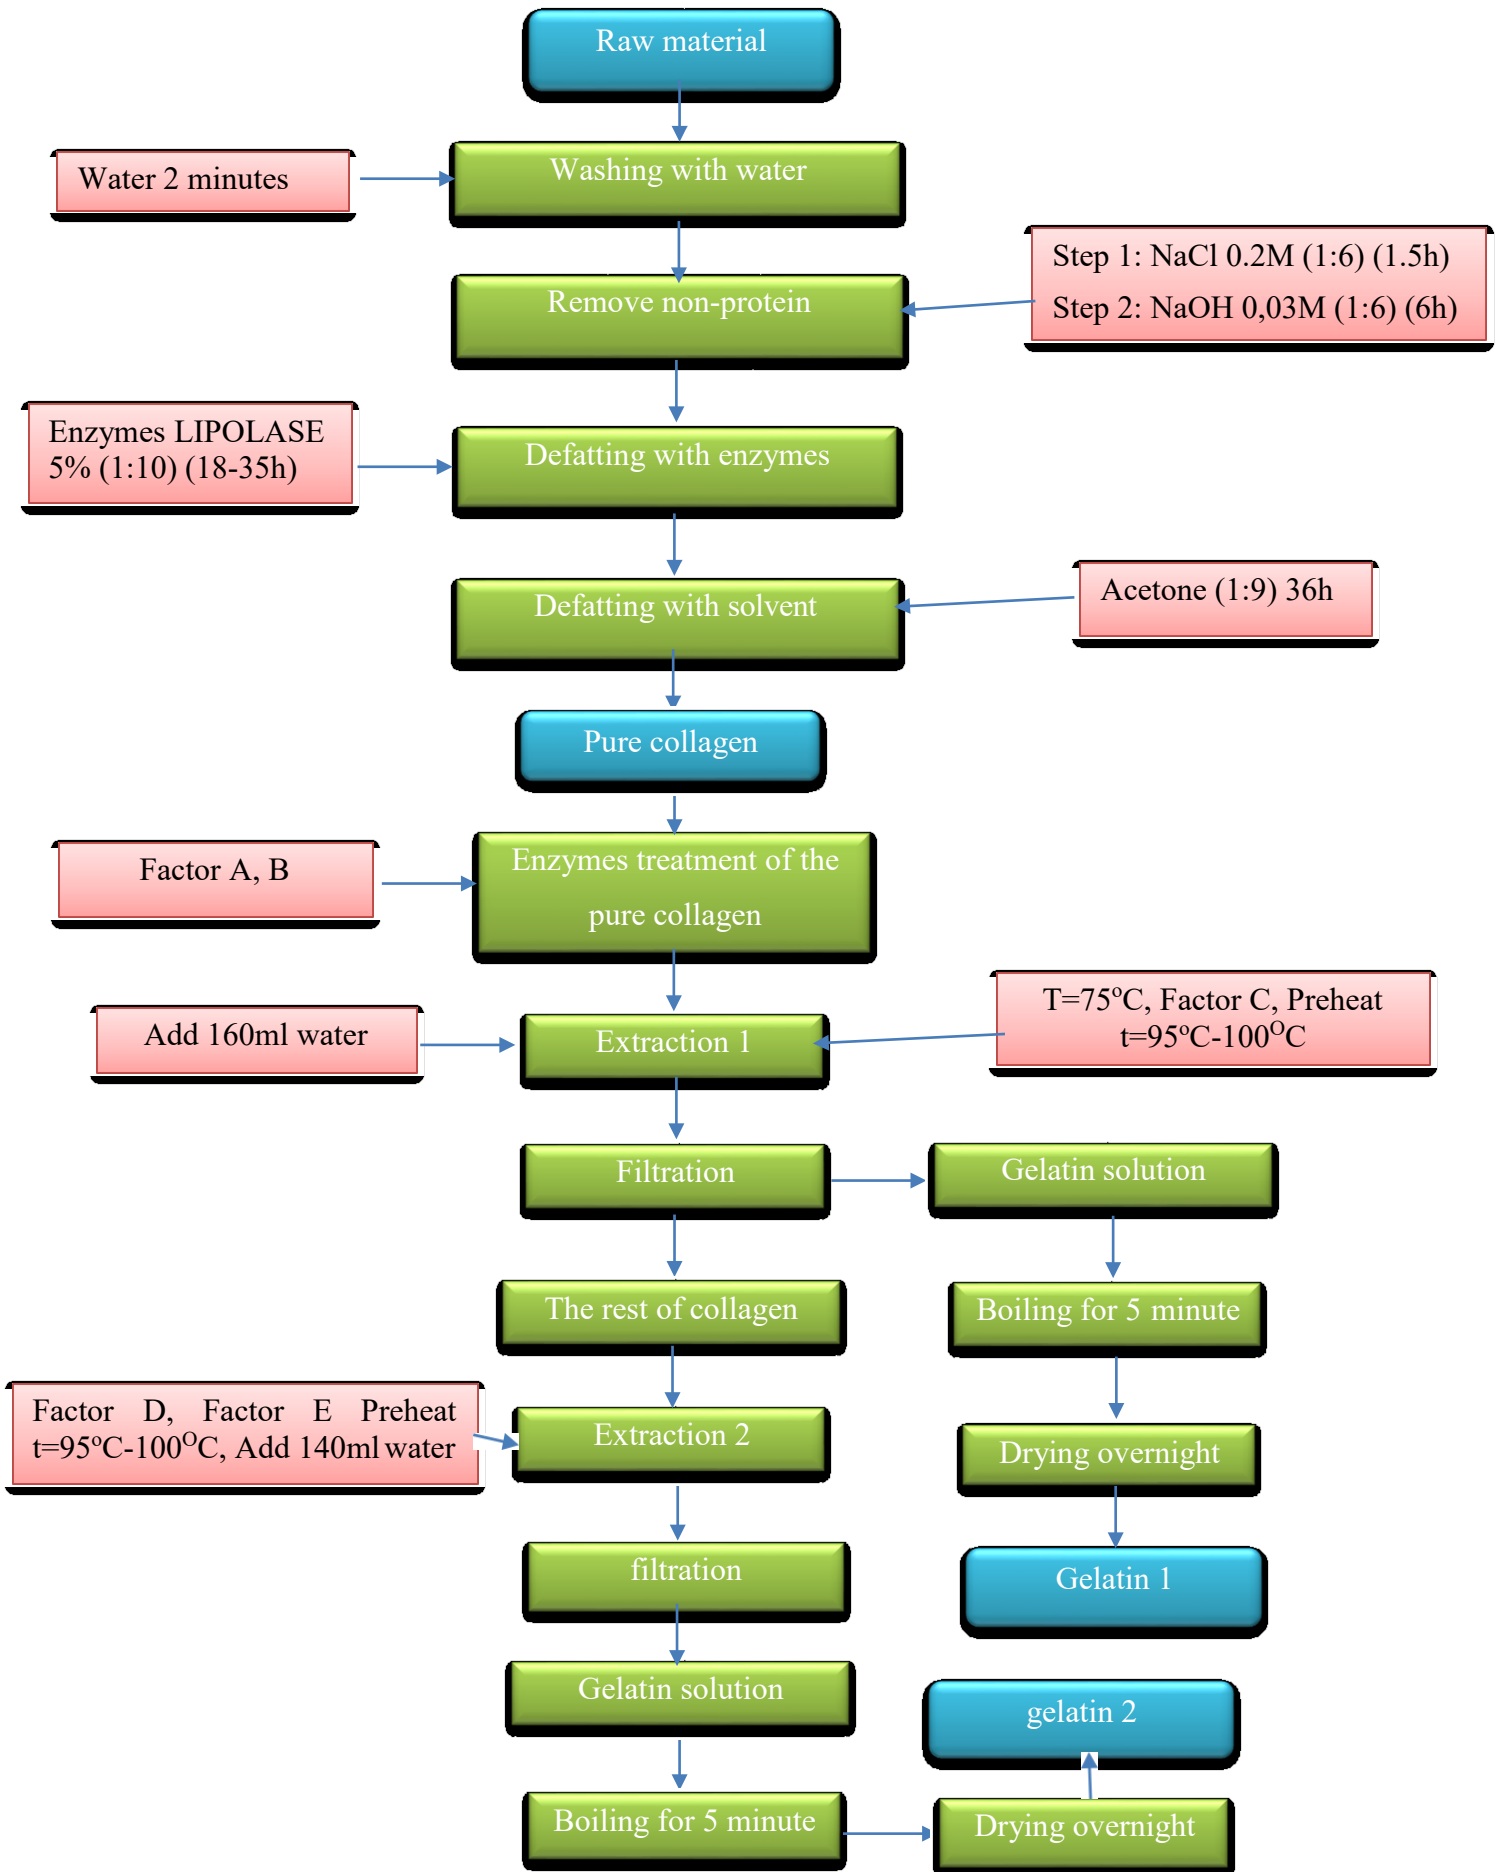 Raw material
Water 2 minutes
Washing with water
Step 1: NaCl 0.2M (1:6) (1.5h)
Step 2: NaOH 0,03M (1:6) (6h)
Remove non-protein
Enzymes LIPOLASE
5% (1:10) (18-35h)
Defatting with enzymes
Acetone (1:9) 36h
Defatting with solvent
Pure collagen
Factor A, B
Enzymes treatment of the
pure collagen
Add 160ml water
Extraction 1
T=75ºC, Factor C, Preheat
t=95ºC-100ᴼC
Filtration
Gelatin solution
The rest of collagen
Boiling for 5 minute
Factor D, Factor E Preheat
t=95ºC-100ᴼC, Add 140ml water
Extraction 2
Drying overnight
filtration
Gelatin 1
Gelatin solution
gelatin 2
Boiling for 5 minute
Drying overnight